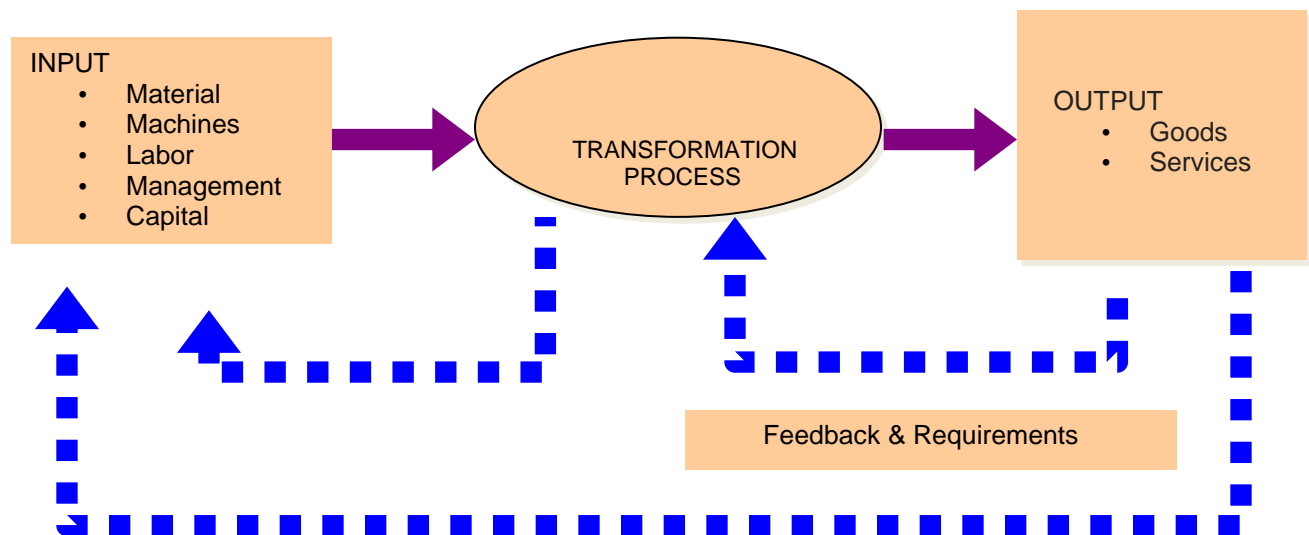 INPUT
• Material
• Machines
• Labor
• Management
• Capital
TRANSFORMATION
PROCESS
OUTPUT
• Goods
• Services
Feedback & Requirements